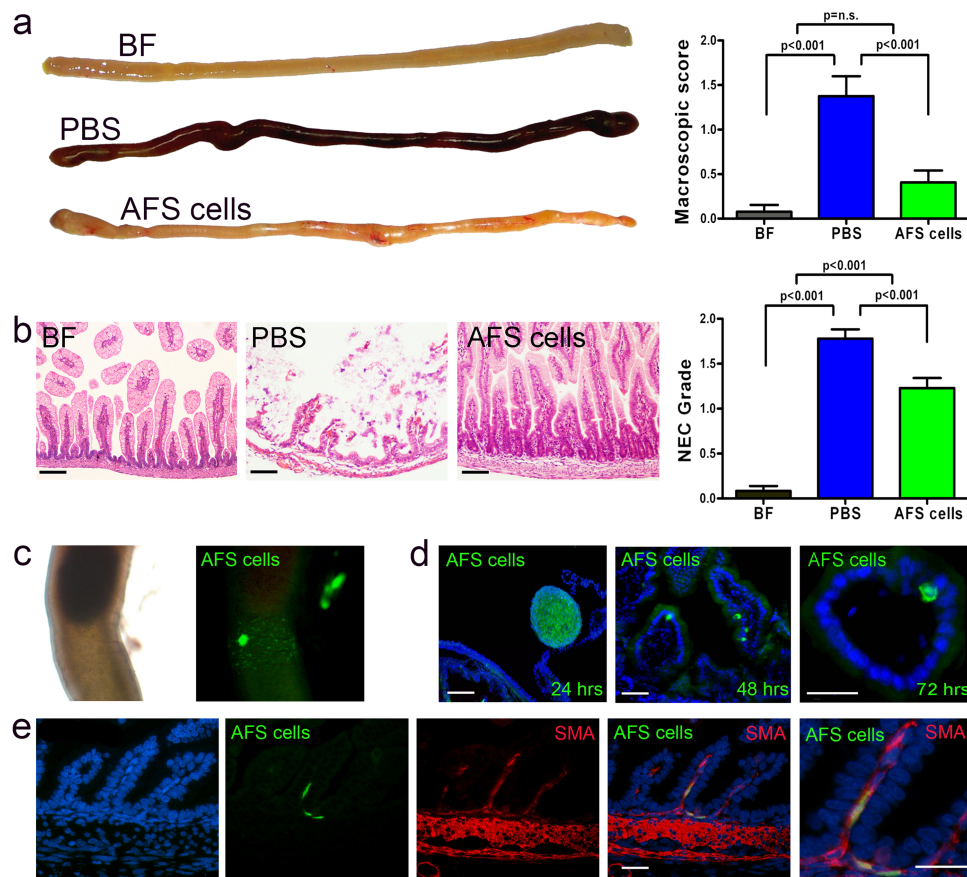 a
BF
PBS
AFS cells
p=n.s.
p<0.001 p<0.001
Macroscopic score
2.0
1.5
1.0
0.5
0.0
BF PBS AFS cells
b
BF PBS AFS cells
p<0.001
p<0.001 p<0.001
NEC Grade
2.0
1.5
1.0
0.5
0.0
BF PBS AFS cells
c
AFS cells
d
AFS cells AFS cells AFS cells
24 hrs 48 hrs 72 hrs
e
AFS cells SMA AFS cells SMA AFS cells SMA